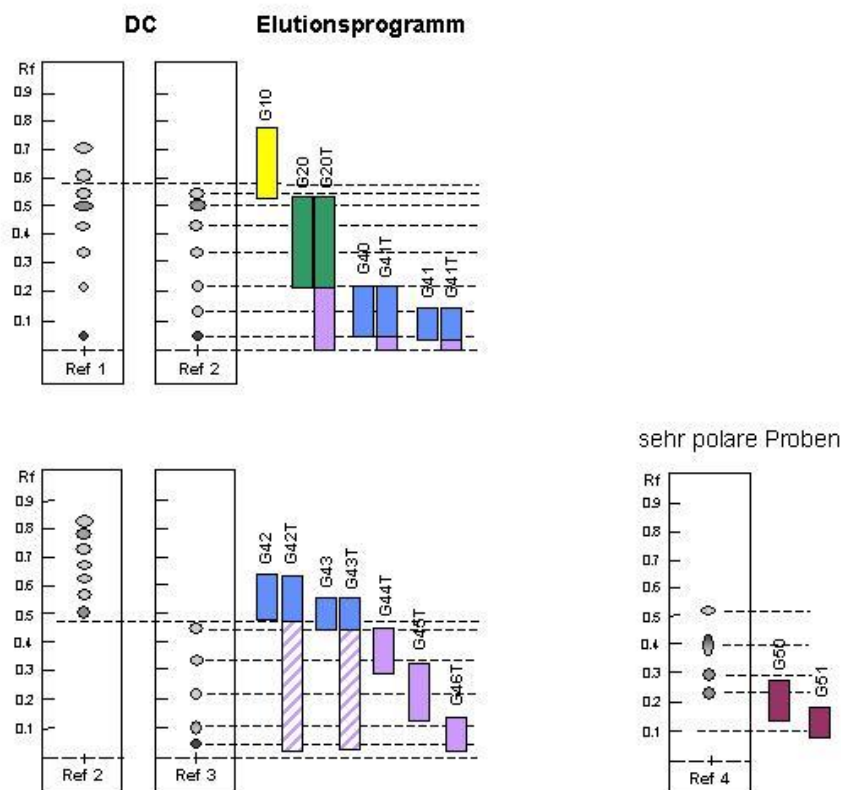 DC Elutionsprogramm
Rf Rf
0.9
0.8
0.7
0.6
0.5
0.4
0.3
0.2
0.1
G10
G20
G20T
G40
G41T
G41
G41T
Ref 1 Ref 2
sehr polare Proben
Rf
0.9
0.8
0.7
0.6
0.5
0.4
0.3
0.2
0.1
G42
G42T
G43
G43T
G44T
G45T
G46T
Ref 2 Ref 3
0.9
0.8
0.7
0.6
0.5
0.4
0.3
0.2
0.1
G50
G51
Ref 4